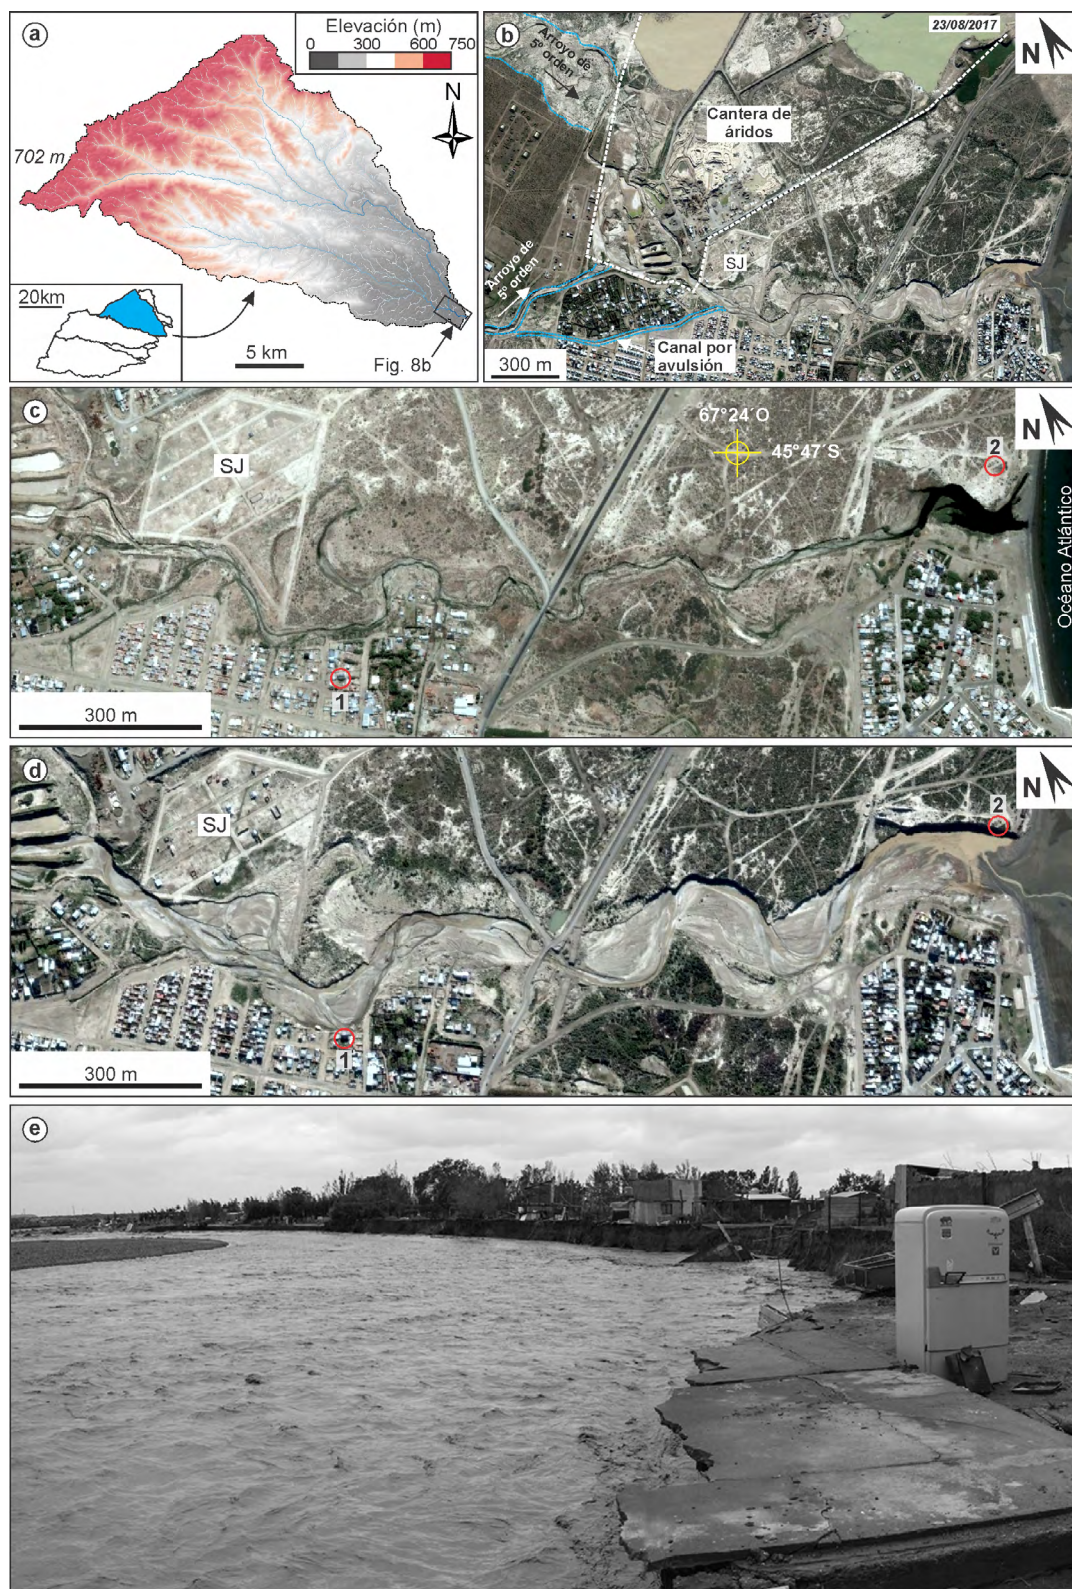 a
Elevación (m)
0 300 600 750
N
702 m
20km
5 km
Fig. 8b
b
23/08/2017
N
Arroyo de
5º orden
Cantera de
áridos
SJ
Arroyo de
5º orden
Canal por
avulsión
300 m
c
N
67°24´O
45°47´S
SJ
2
1
Océano Atlántico
300 m
d
N
SJ
2
1
300 m
e